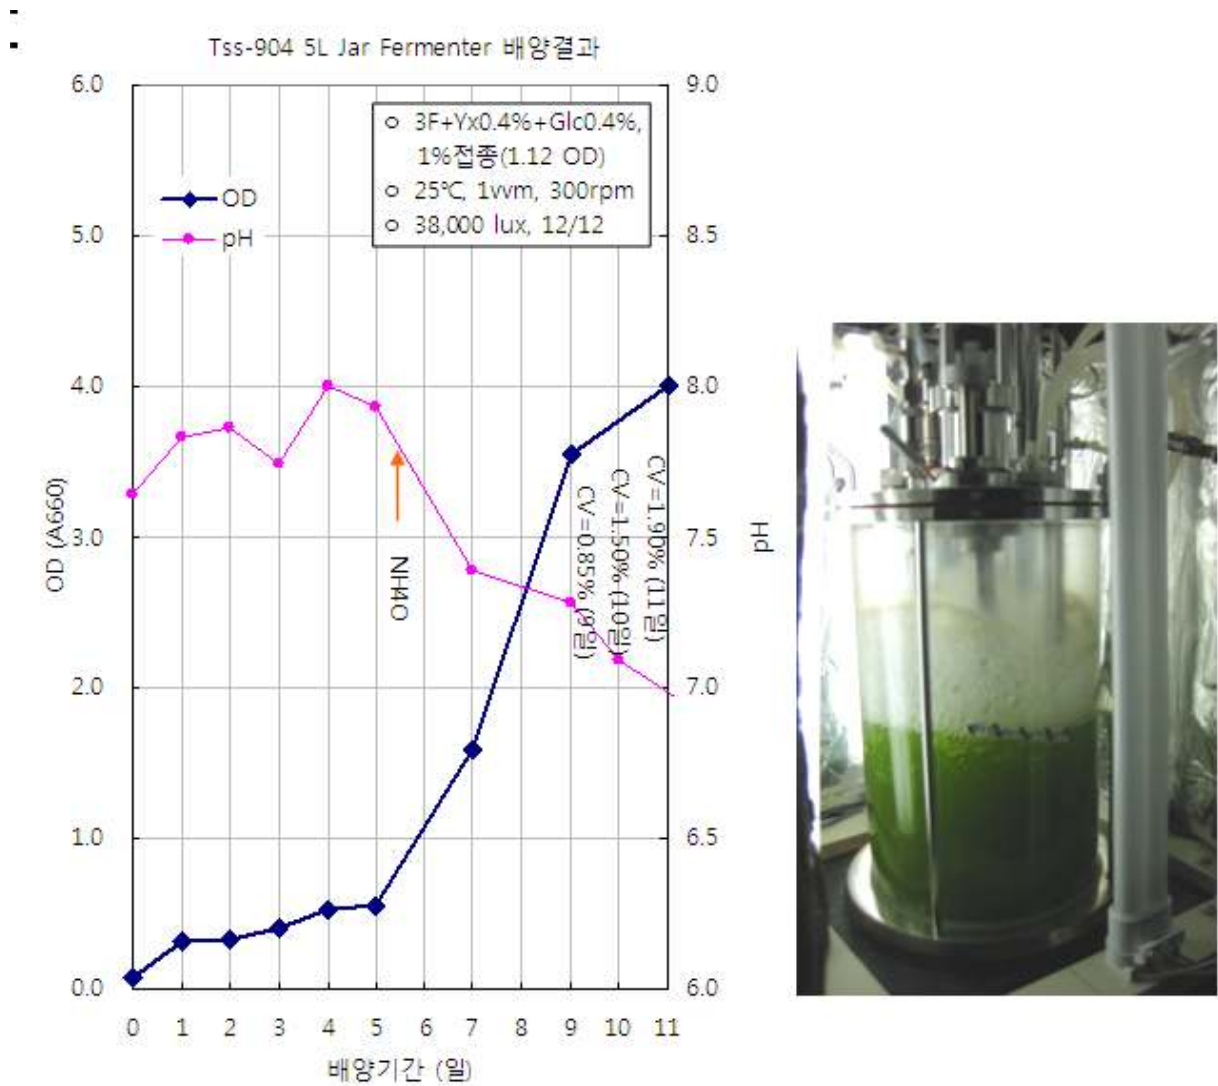 Tss-904 5L Jar Fermenter 배양결과
6.0
5.0
4.0
3.0
2.0
1.0
0.0
OD (A660)
OD
pH
○ 3F+Yx0.4%+Glc0.4%,
1%접종(1.12 OD)
○ 25℃, 1vvm, 300rpm
○ 38,000 lux, 12/12
NH4O
CV=0.85% (9일)
CV=1.50% (10일)
CV=1.90% (11일)
9.0
8.5
8.0
7.5
7.0
6.5
6.0
pH
0 1 2 3 4 5 6 7 8 9 10 11
배양기간 (일)